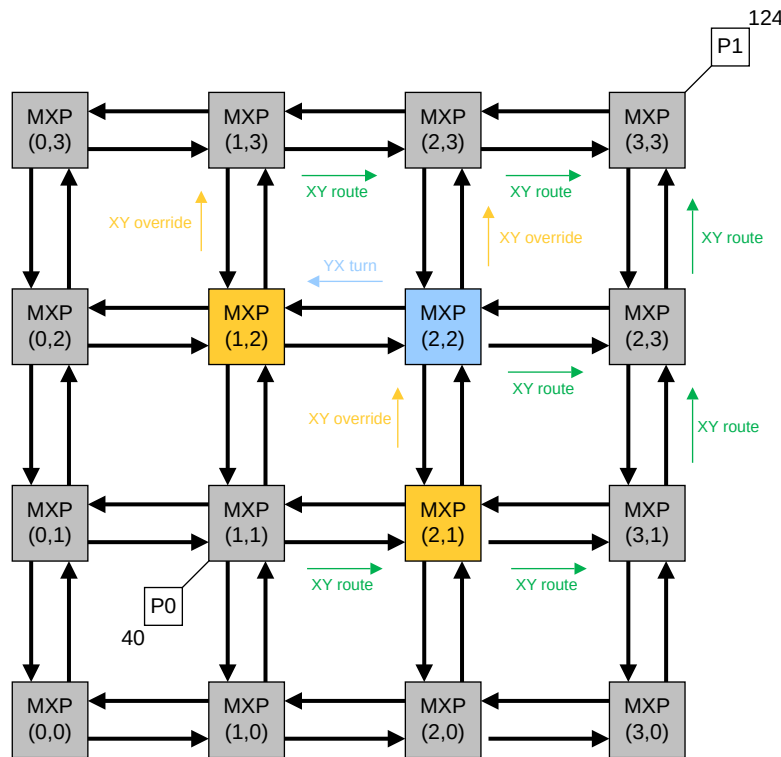 124
P1
MXP
(0,3)
MXP
(1,3)
MXP
(2,3)
MXP
(3,3)
XY route
XY route
XY override
XY override
XY route
YX turn
MXP
(0,2)
MXP
(1,2)
MXP
(2,2)
MXP
(2,3)
XY route
XY override
XY route
MXP
(0,1)
MXP
(1,1)
MXP
(2,1)
MXP
(3,1)
XY route
XY route
P0
40
MXP
(0,0)
MXP
(1,0)
MXP
(2,0)
MXP
(3,0)